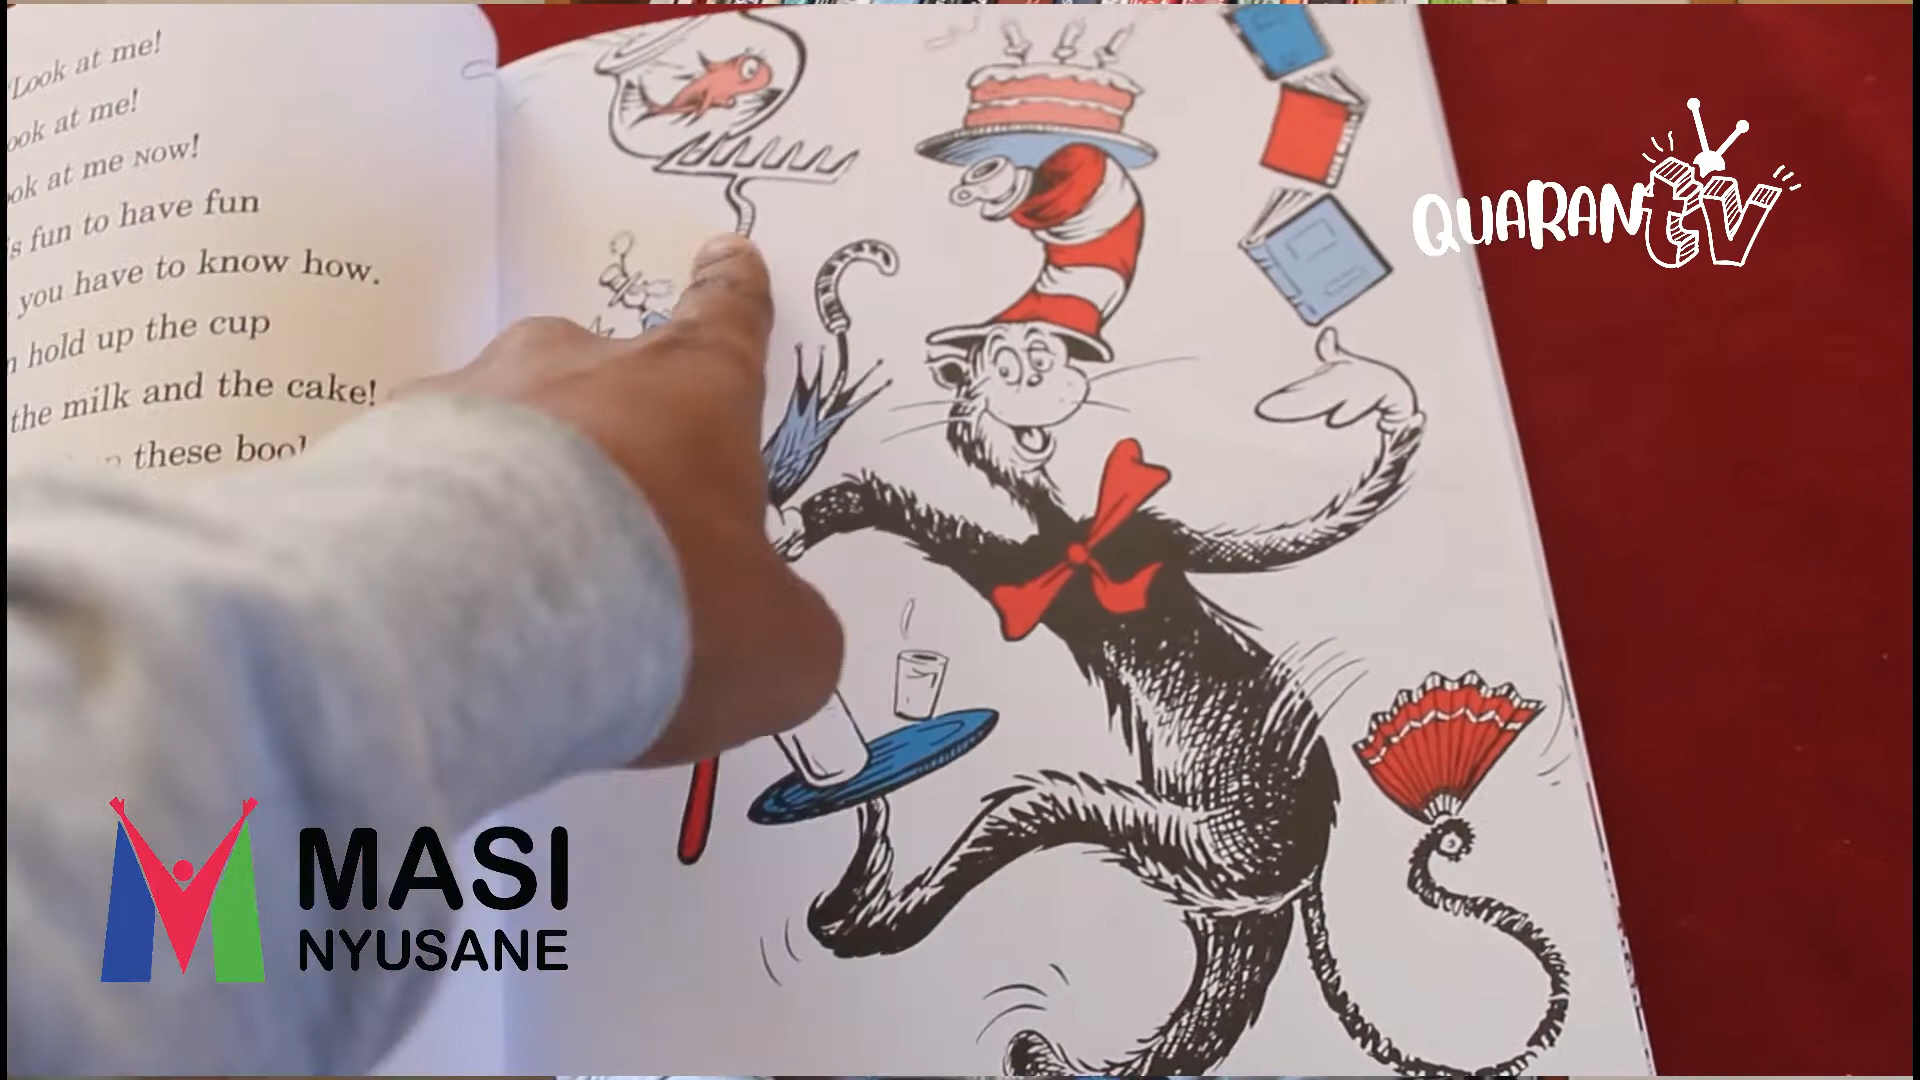 "Look at me!
ook at me!
ok at me NOW!
's fun to have fun
you have to know how.
n hold up the cup
the milk and the cake!
these bool
QUARANTV
MASI
NYUSANE